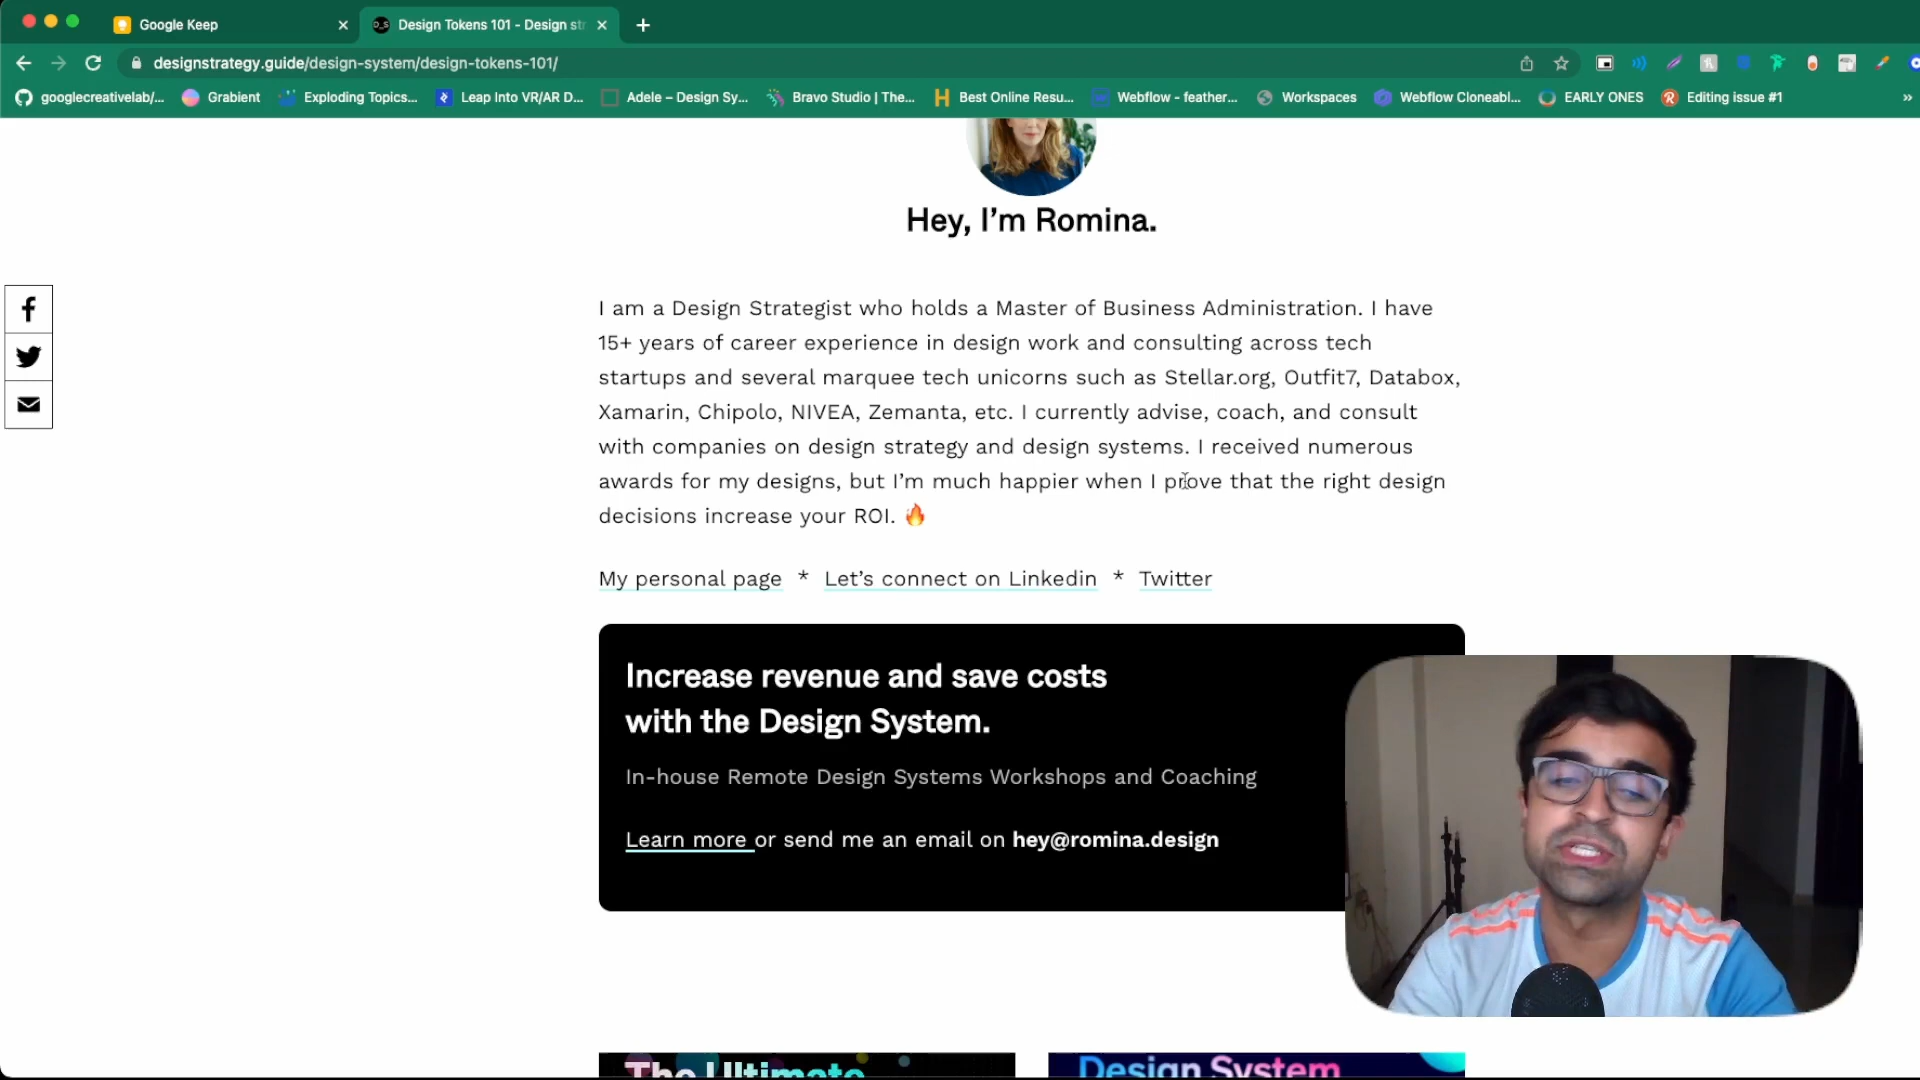 Google Keep
Design Tokens 101 - Design str
designstrategy.guide/design-system/design-tokens-101/
googlecreativelab/...
Grabient
Exploding Topics...
Leap Into VR/AR D...
Adele – Design Sy...
Bravo Studio | The...
Best Online Resu...
Webflow - feather...
Workspaces
Webflow Cloneabl...
EARLY ONES
Editing issue #1
Hey, I’m Romina.
I am a Design Strategist who holds a Master of Business Administration. I have
15+ years of career experience in design work and consulting across tech
startups and several marquee tech unicorns such as Stellar.org, Outfit7, Databox,
Xamarin, Chipolo, NIVEA, Zemanta, etc. I currently advise, coach, and consult
with companies on design strategy and design systems. I received numerous
awards for my designs, but I’m much happier when I prove that the right design
decisions increase your ROI. 🔥
My personal page * Let’s connect on Linkedin * Twitter
Increase revenue and save costs
with the Design System.
In-house Remote Design Systems Workshops and Coaching
Learn more or send me an email on hey@romina.design
The Ultimate
Design System